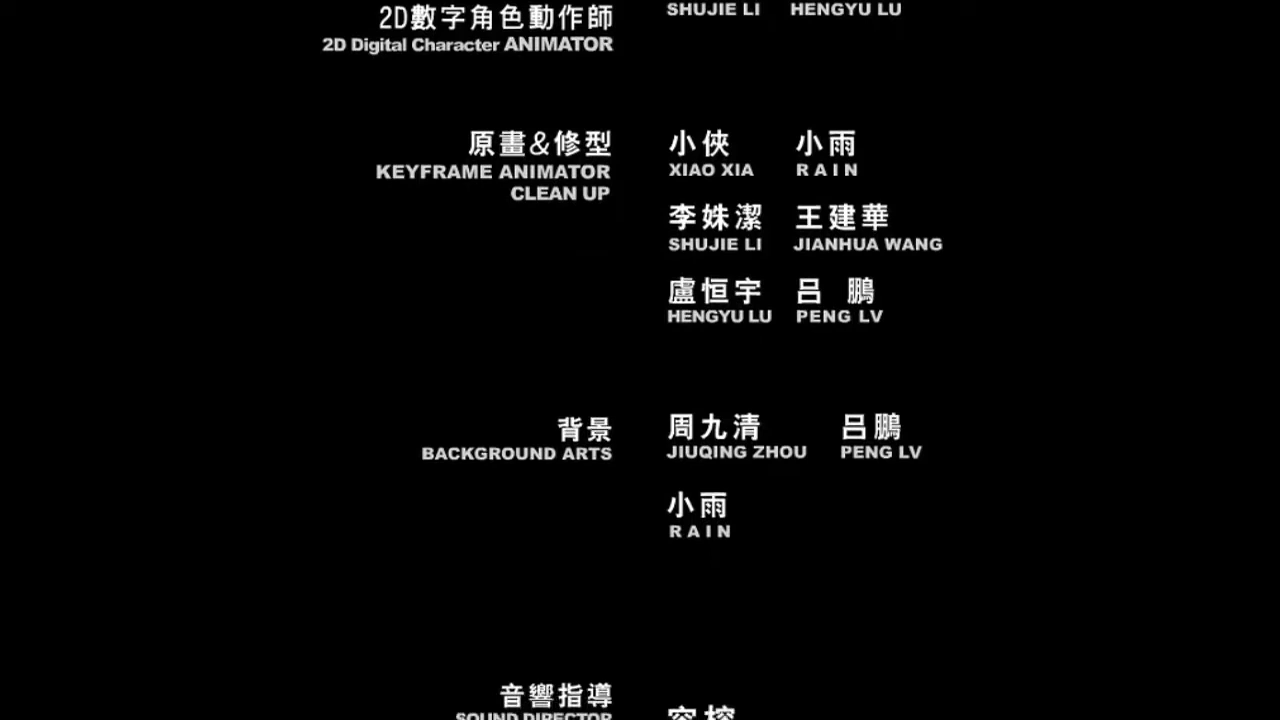 2D數字角色動作師
SHUJIE LI HENGYU LU
2D Digital Character ANIMATOR
原畫&修型 小俠 小雨
KEYFRAME ANIMATOR XIAO XIA RAIN
CLEAN UP
李姝潔 王建華
SHUJIE LI JIANHUA WANG
盧恒宇 呂鵬
HENGYU LU PENG LV
背景 周九清 呂鵬
BACKGROUND ARTS JIUQING ZHOU PENG LV
小雨
RAIN
音響指導
SOUND DIRECTOR